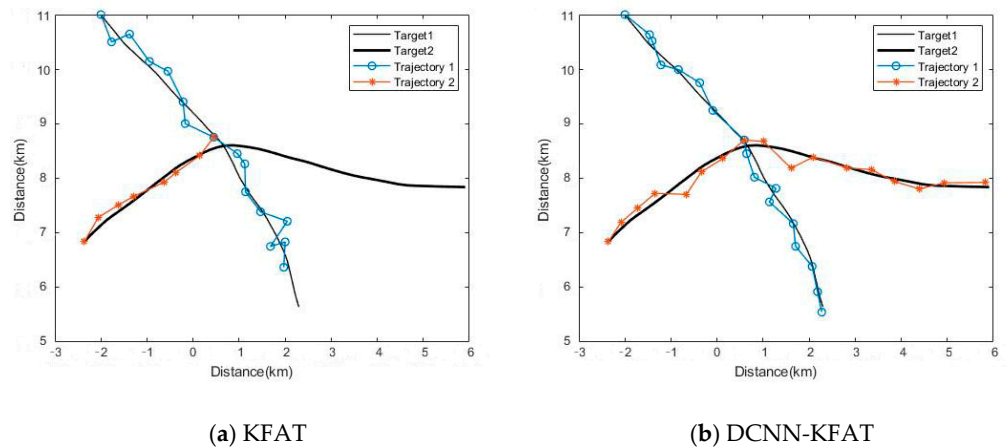 11
10
9
8
7
6
5
-3
-2
-1
0
1
2
3
4
5
6
Distance(km)
Distance(km)
Target1
Target2
Trajectory 1
Trajectory 2
(a) KFAT
11
10
9
8
7
6
5
-3
-2
-1
0
1
2
3
4
5
6
Distance(km)
Distance(km)
Target1
Target2
Trajectory 1
Trajectory 2
(b) DCNN-KFAT